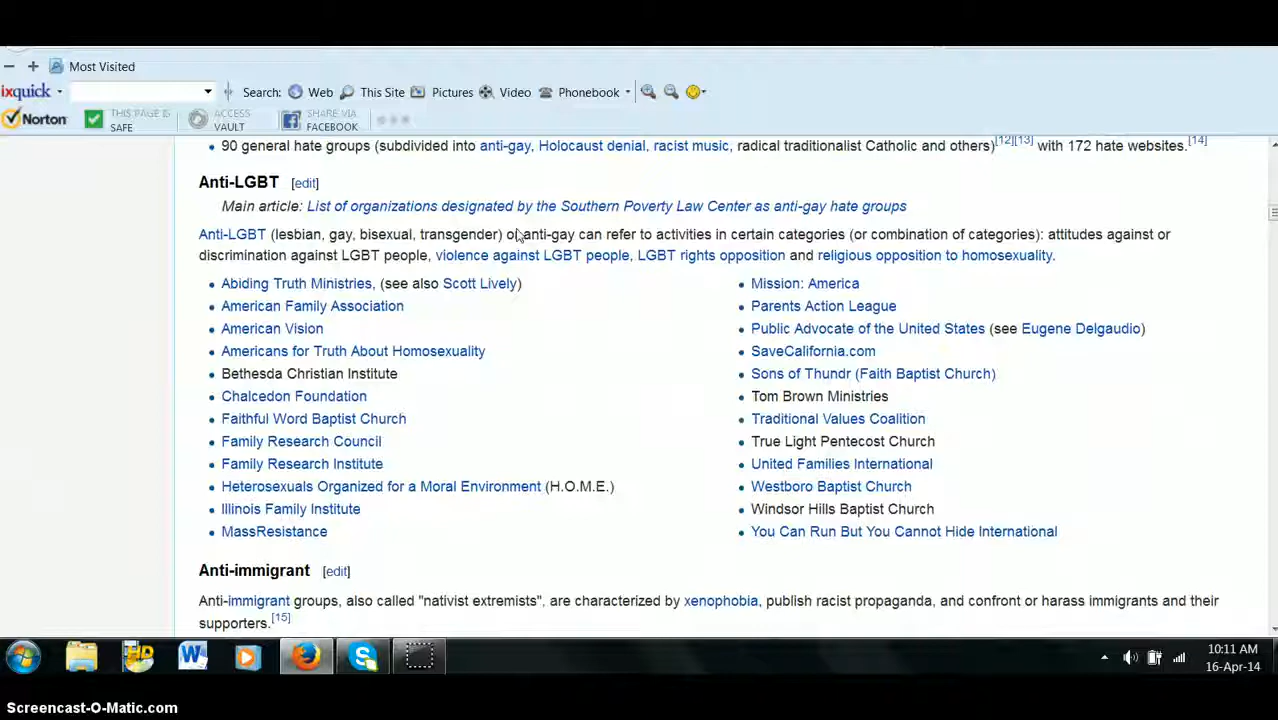 Most Visited
ixquick Search: Web This Site Pictures Video Phonebook
Norton THIS PAGE IS SAFE ACCESS VAULT SHARE VIA FACEBOOK
90 general hate groups (subdivided into anti-gay, Holocaust denial, racist music, radical traditionalist Catholic and others)[12][13] with 172 hate websites.[14]
Anti-LGBT [edit]
Main article: List of organizations designated by the Southern Poverty Law Center as anti-gay hate groups
Anti-LGBT (lesbian, gay, bisexual, transgender) or anti-gay can refer to activities in certain categories (or combination of categories): attitudes against or
discrimination against LGBT people, violence against LGBT people, LGBT rights opposition and religious opposition to homosexuality.
Abiding Truth Ministries, (see also Scott Lively)
American Family Association
American Vision
Americans for Truth About Homosexuality
Bethesda Christian Institute
Chalcedon Foundation
Faithful Word Baptist Church
Family Research Council
Family Research Institute
Heterosexuals Organized for a Moral Environment (H.O.M.E.)
Illinois Family Institute
MassResistance
Mission: America
Parents Action League
Public Advocate of the United States (see Eugene Delgaudio)
SaveCalifornia.com
Sons of Thundr (Faith Baptist Church)
Tom Brown Ministries
Traditional Values Coalition
True Light Pentecost Church
United Families International
Westboro Baptist Church
Windsor Hills Baptist Church
You Can Run But You Cannot Hide International
Anti-immigrant [edit]
Anti-immigrant groups, also called "nativist extremists", are characterized by xenophobia, publish racist propaganda, and confront or harass immigrants and their
supporters.[15]
10:11 AM
16-Apr-14
Screencast-O-Matic.com